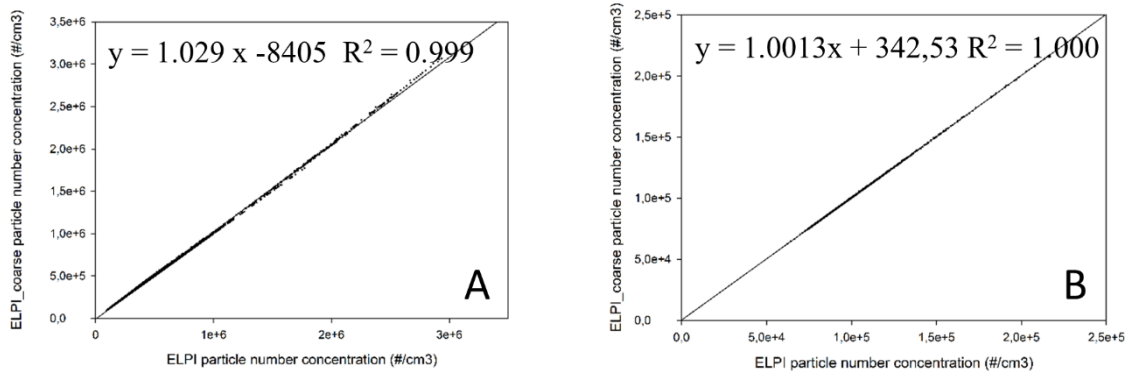 ELPI_coarse particle number concentration (#/cm3)
3,5e+6
3,0e+6
2,5e+6
2,0e+6
1,5e+6
1,0e+6
5,0e+5
0,0
y = 1.029 x -8405 R² = 0.999
A
0
1e+6
2e+6
3e+6
ELPI particle number concentration (#/cm3)
ELPI_coarse particle number concentration (#/cm3)
2,5e+5
2,0e+5
1,5e+5
1,0e+5
5,0e+4
0,0
y = 1.0013x + 342,53 R² = 1.000
B
0,0
5,0e+4
1,0e+5
1,5e+5
2,0e+5
2,5e+5
ELPI particle number concentration (#/cm3)